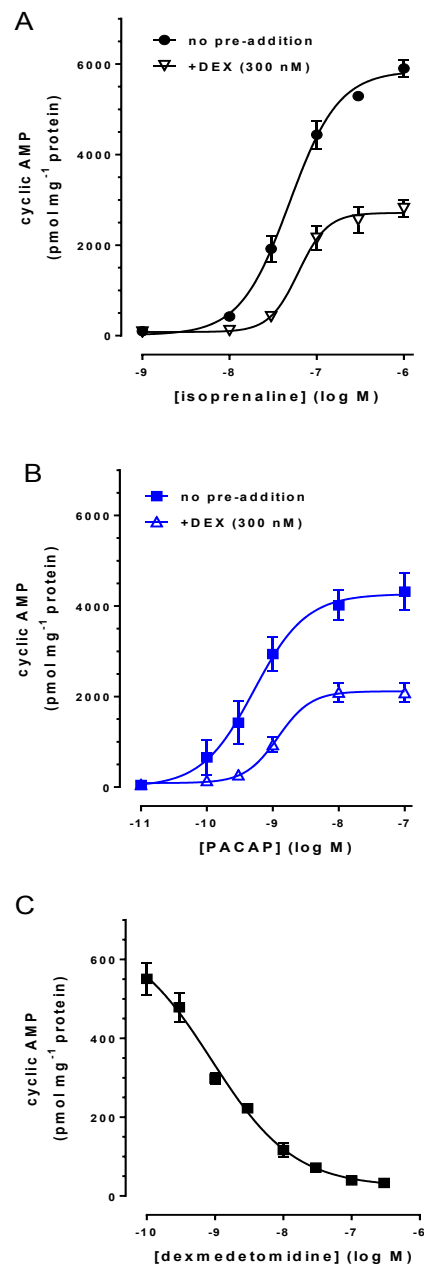 A
no pre-addition
+DEX (300 nM)
cyclic AMP
(pmol mg⁻¹ protein)
6000
4000
2000
0
-9 -8 -7 -6
[isoprenaline] (log M)
B
no pre-addition
+DEX (300 nM)
cyclic AMP
(pmol mg⁻¹ protein)
6000
4000
2000
0
-11 -10 -9 -8 -7
[PACAP] (log M)
C
cyclic AMP
(pmol mg⁻¹ protein)
600
400
200
0
-10 -9 -8 -7 -6
[dexmedetomidine] (log M)